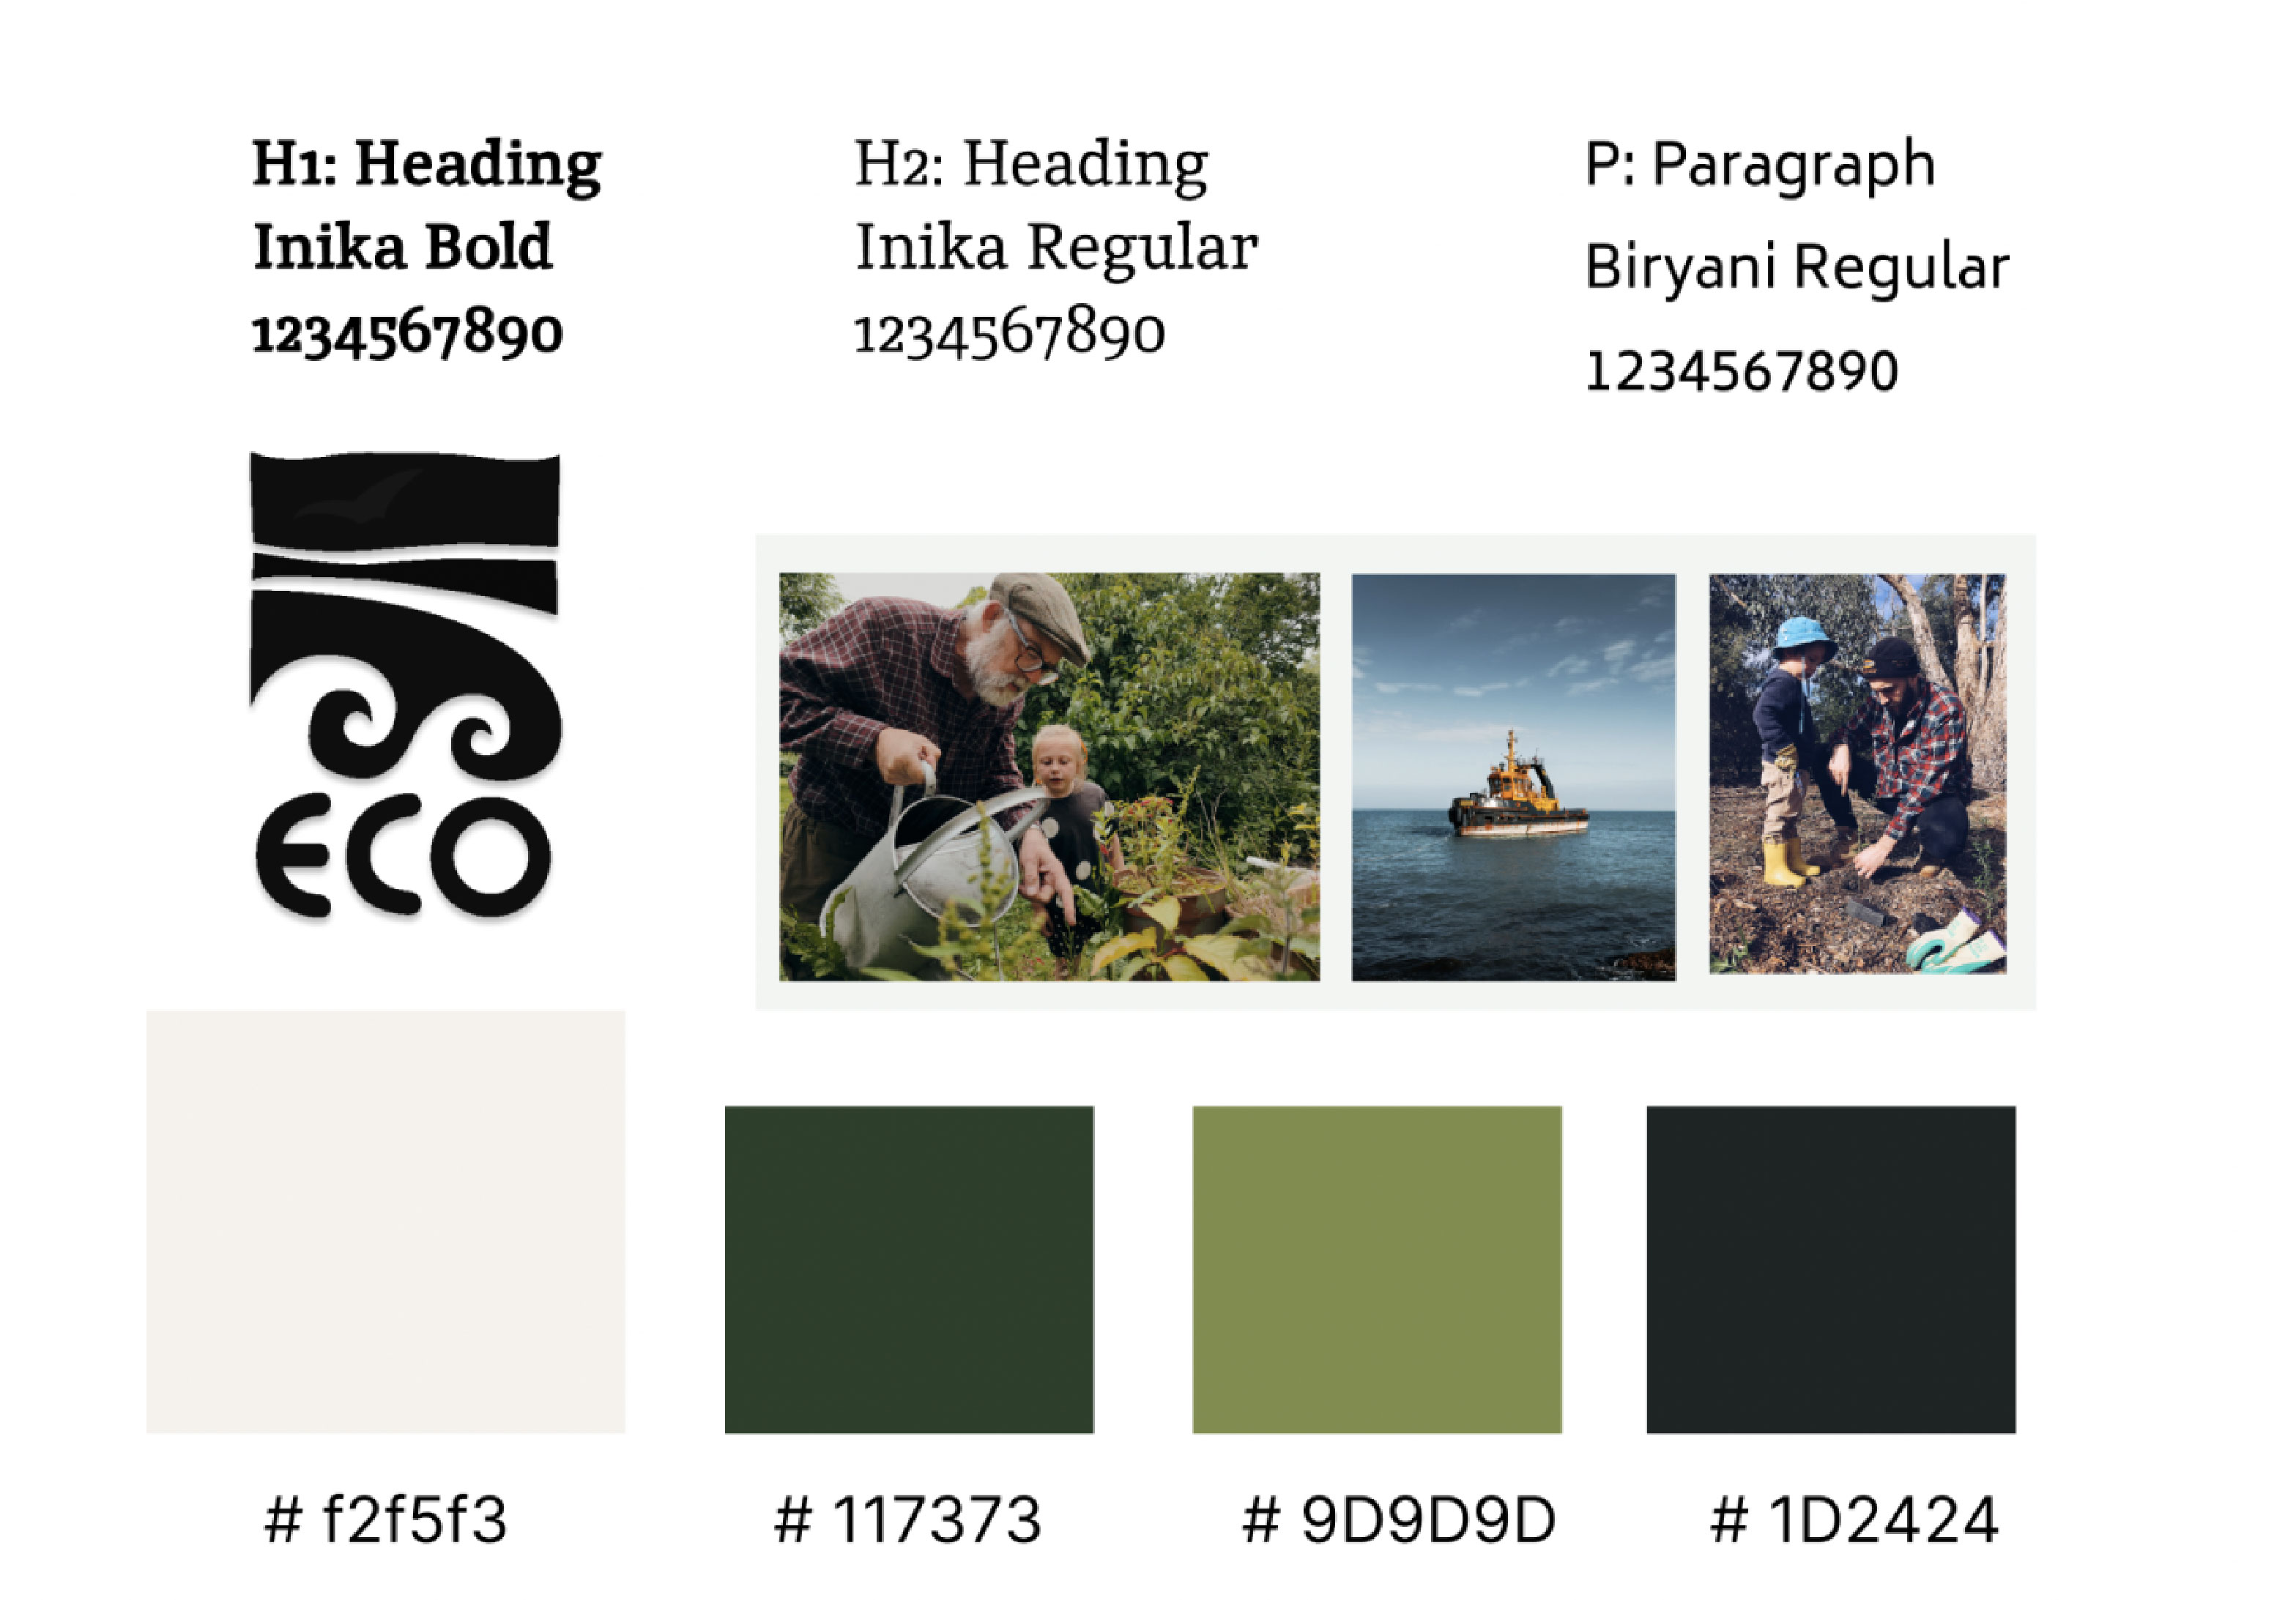 H1: Heading
Inika Bold
1234567890
H2: Heading
Inika Regular
1234567890
P: Paragraph
Biryani Regular
1234567890
ECO
# f2f5f3
# 117373
# 9D9D9D
# 1D2424